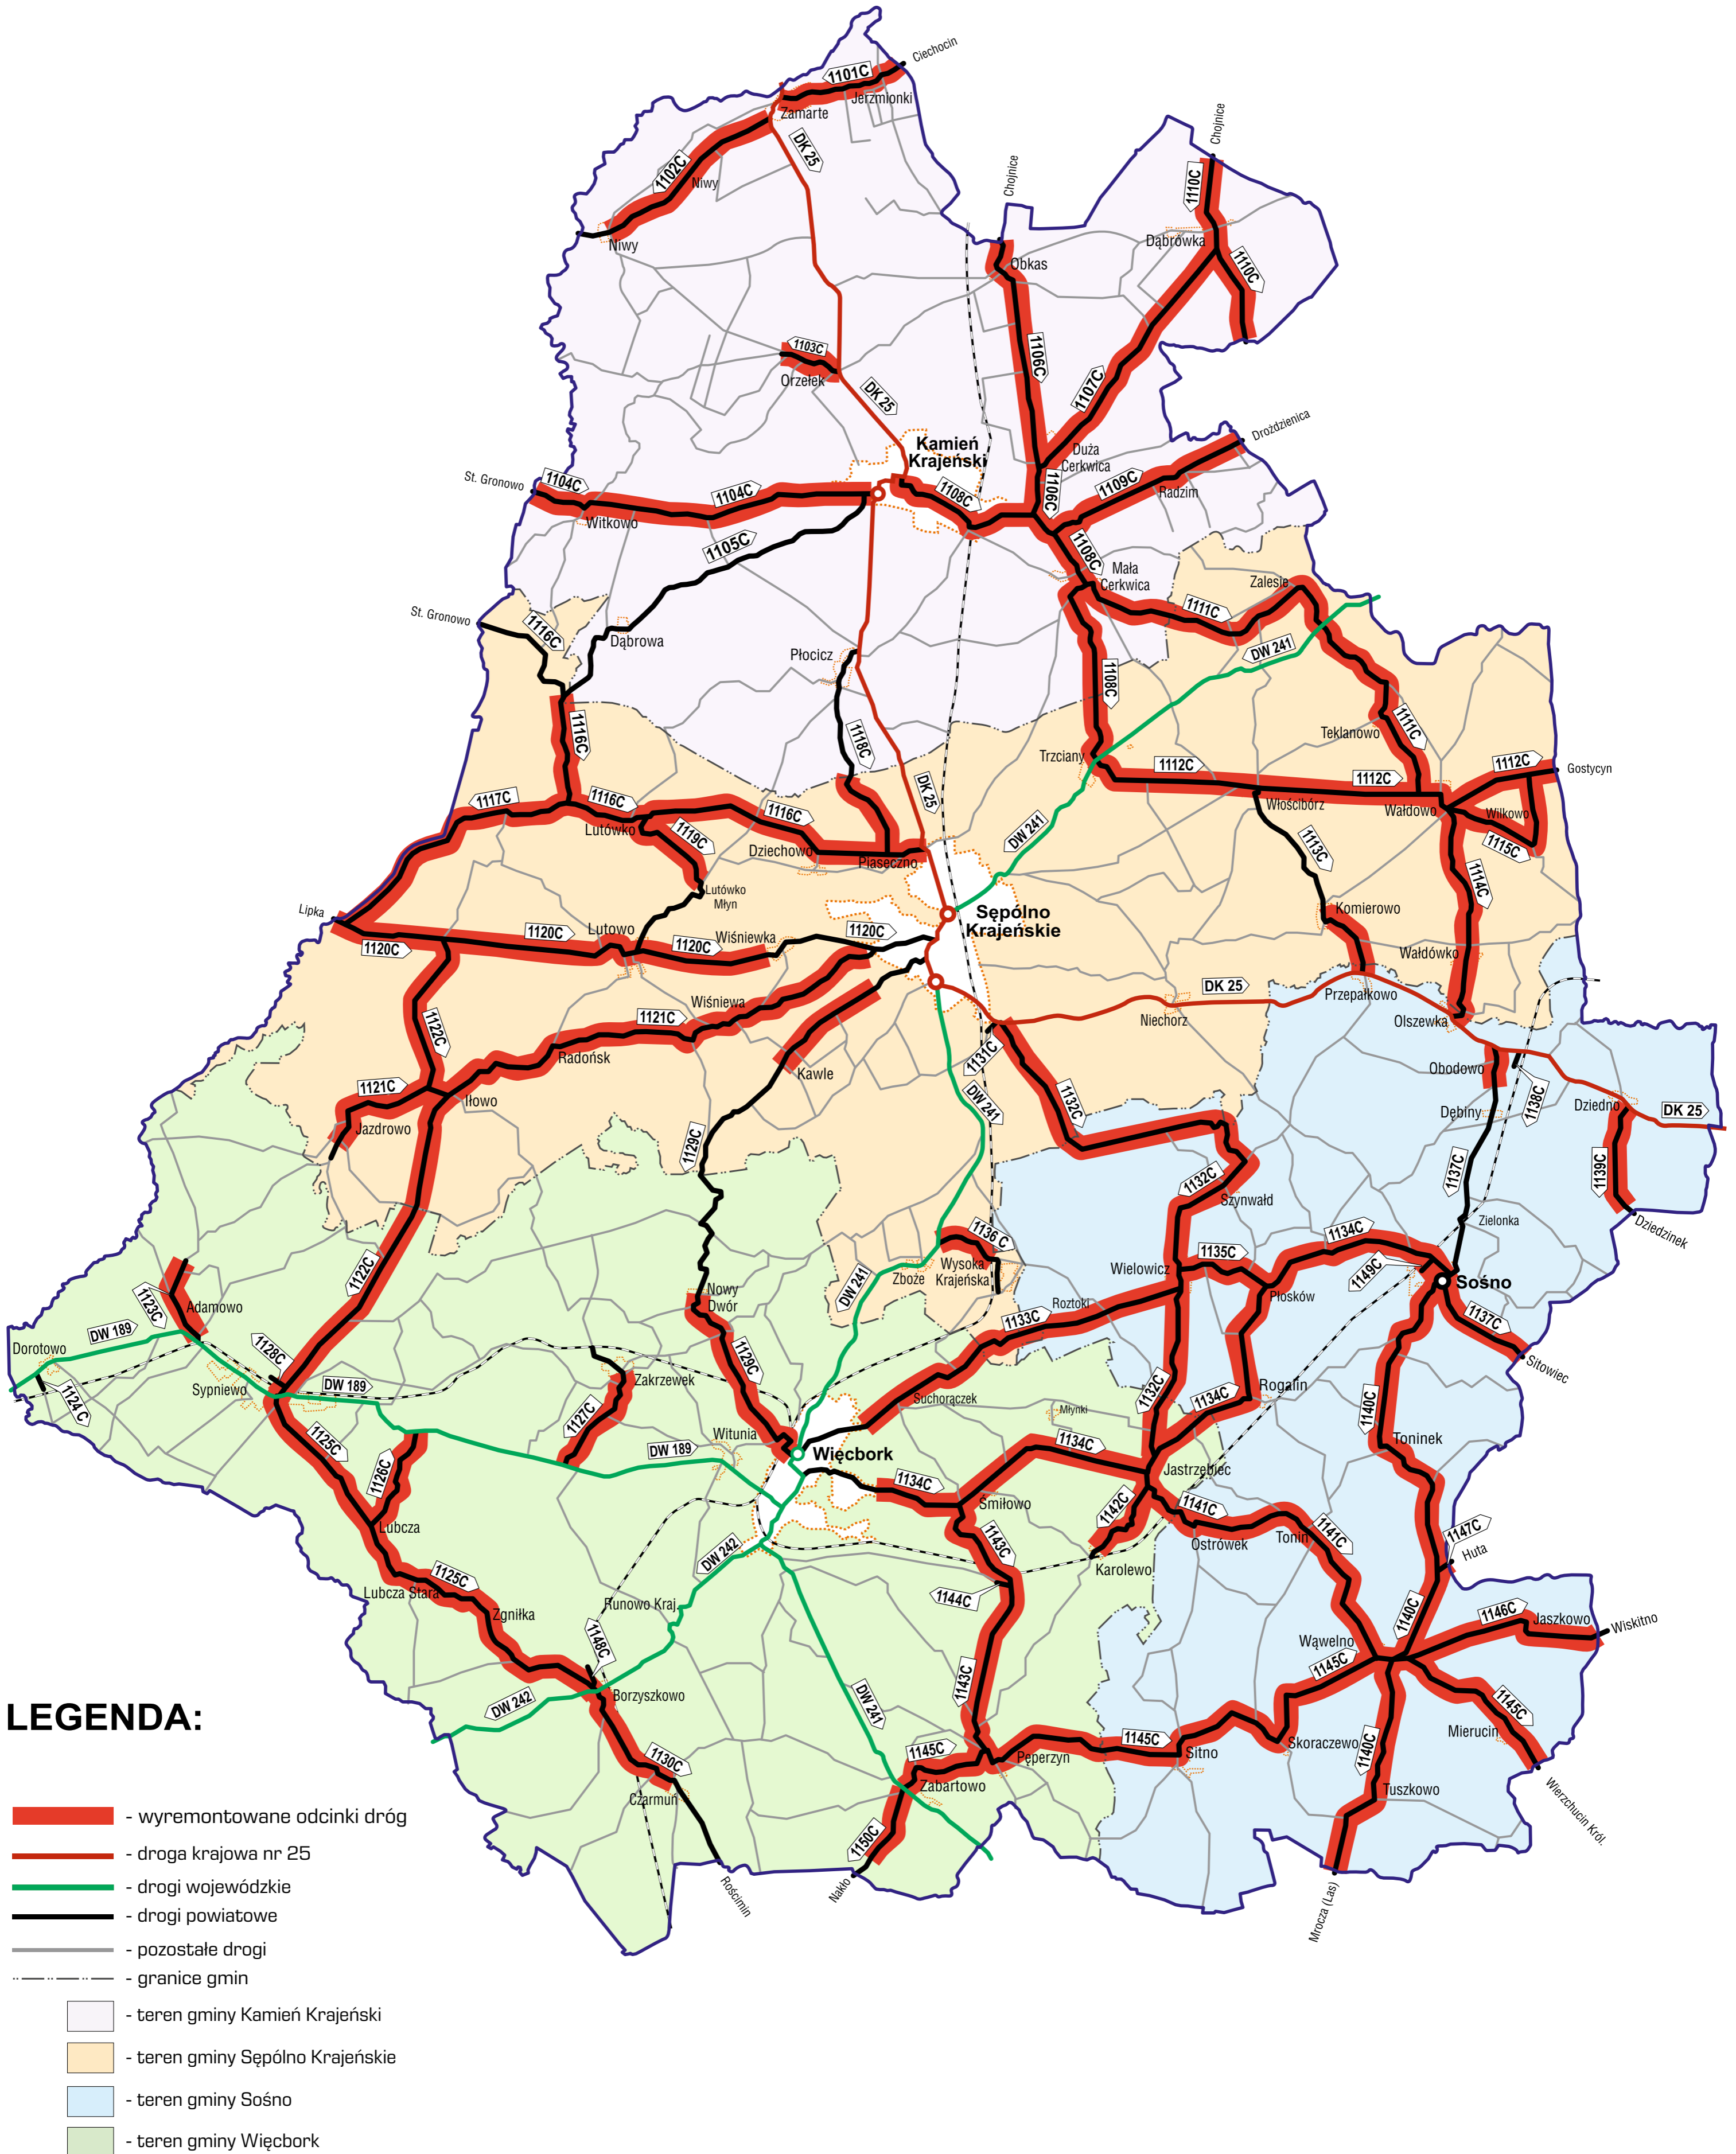 Ciechocin
1101C
Jerzmionki
Zamarte
DK 25
1102C
Niwy
Niwy
Chojnice
Chojnice
1110C
Dąbrówka
1110C
Obkas
1103C
Orzełek
1106C
1107C
DK 25
Kamień
Krajeński
Duża
Cerkwica
Drożdzienica
St. Gronowo
1104C
1104C
1108C
1106C
1109C
Radzim
Witkowo
1105C
1108C
Mała
Cerkwica
Zalesie
1111C
St. Gronowo
1116C
Dąbrowa
Płocicz
DW 241
1108C
1116C
1118C
Teklanowo
1111C
Trzciany
1112C
1112C
1112C
Gostycyn
DK 25
1117C
1116C
1116C
Włościbórz
Wałdowo
Wilkowo
Lutówko
1119C
Dziechowo
Piaseczno
DW 241
1113C
1115C
1114C
Lutówko
Młyn
Lipka
Sępólno
Krajeńskie
Komierowo
1120C
1120C
Lutowo
1120C
Wiśniewka
1120C
Wałdówko
DK 25
Przepałkowo
Wiśniewa
1121C
Niechorz
Olszewka
1122C
Radońsk
1131C
Kawle
Obodowo
1138C
1121C
Iłowo
DW 241
1132C
Dębiny
Dziedno
DK 25
Jazdrowo
1129C
1137C
1139C
1132C
Szynwałd
Zielonka
Dziedzinek
1136 C
1134C
1135C
Wysoka
Krajeńska
Zboże
Wielowicz
1149C
Sośno
1122C
1123C
Adamowo
Nowy
Dwór
DW 241
Roztoki
1133C
Płosków
1137C
DW 189
Dorotowo
1128C
1129C
Sitowiec
1124 C
Sypniewo
DW 189
Zakrzewek
Suchorączek
1132C
1134C
Rogalin
1140C
1127C
Młynki
1125C
Witunia
DW 189
Więcbork
1134C
Toninek
1126C
1134C
Jastrzębiec
Śmiłowo
1142C
1141C
Lubcza
1141C
Tonin
Ostrówek
1147C
Huta
DW 242
1143C
Karolewo
Lubcza Stara
1125C
1144C
Zgniłka
Runowo Kraj.
1140C
1146C
Jaszkowo
Wiskitno
1148C
Wąwelno
1145C
1143C
LEGENDA:
DW 242
Borzyszkowo
DW 241
1145C
Mierucin
1145C
1145C
Skoraczewo
1140C
Pęperzyn
Sitno
1130C
Zabartowo
Czarmuń
Tuszkowo
Wierzchucin Król.
1150C
Nakło
Rościmin
Mrocza (Las)
- wyremontowane odcinki dróg
- droga krajowa nr 25
- drogi wojewódzkie
- drogi powiatowe
- pozostałe drogi
- granice gmin
- teren gminy Kamień Krajeński
- teren gminy Sępólno Krajeńskie
- teren gminy Sośno
- teren gminy Więcbork